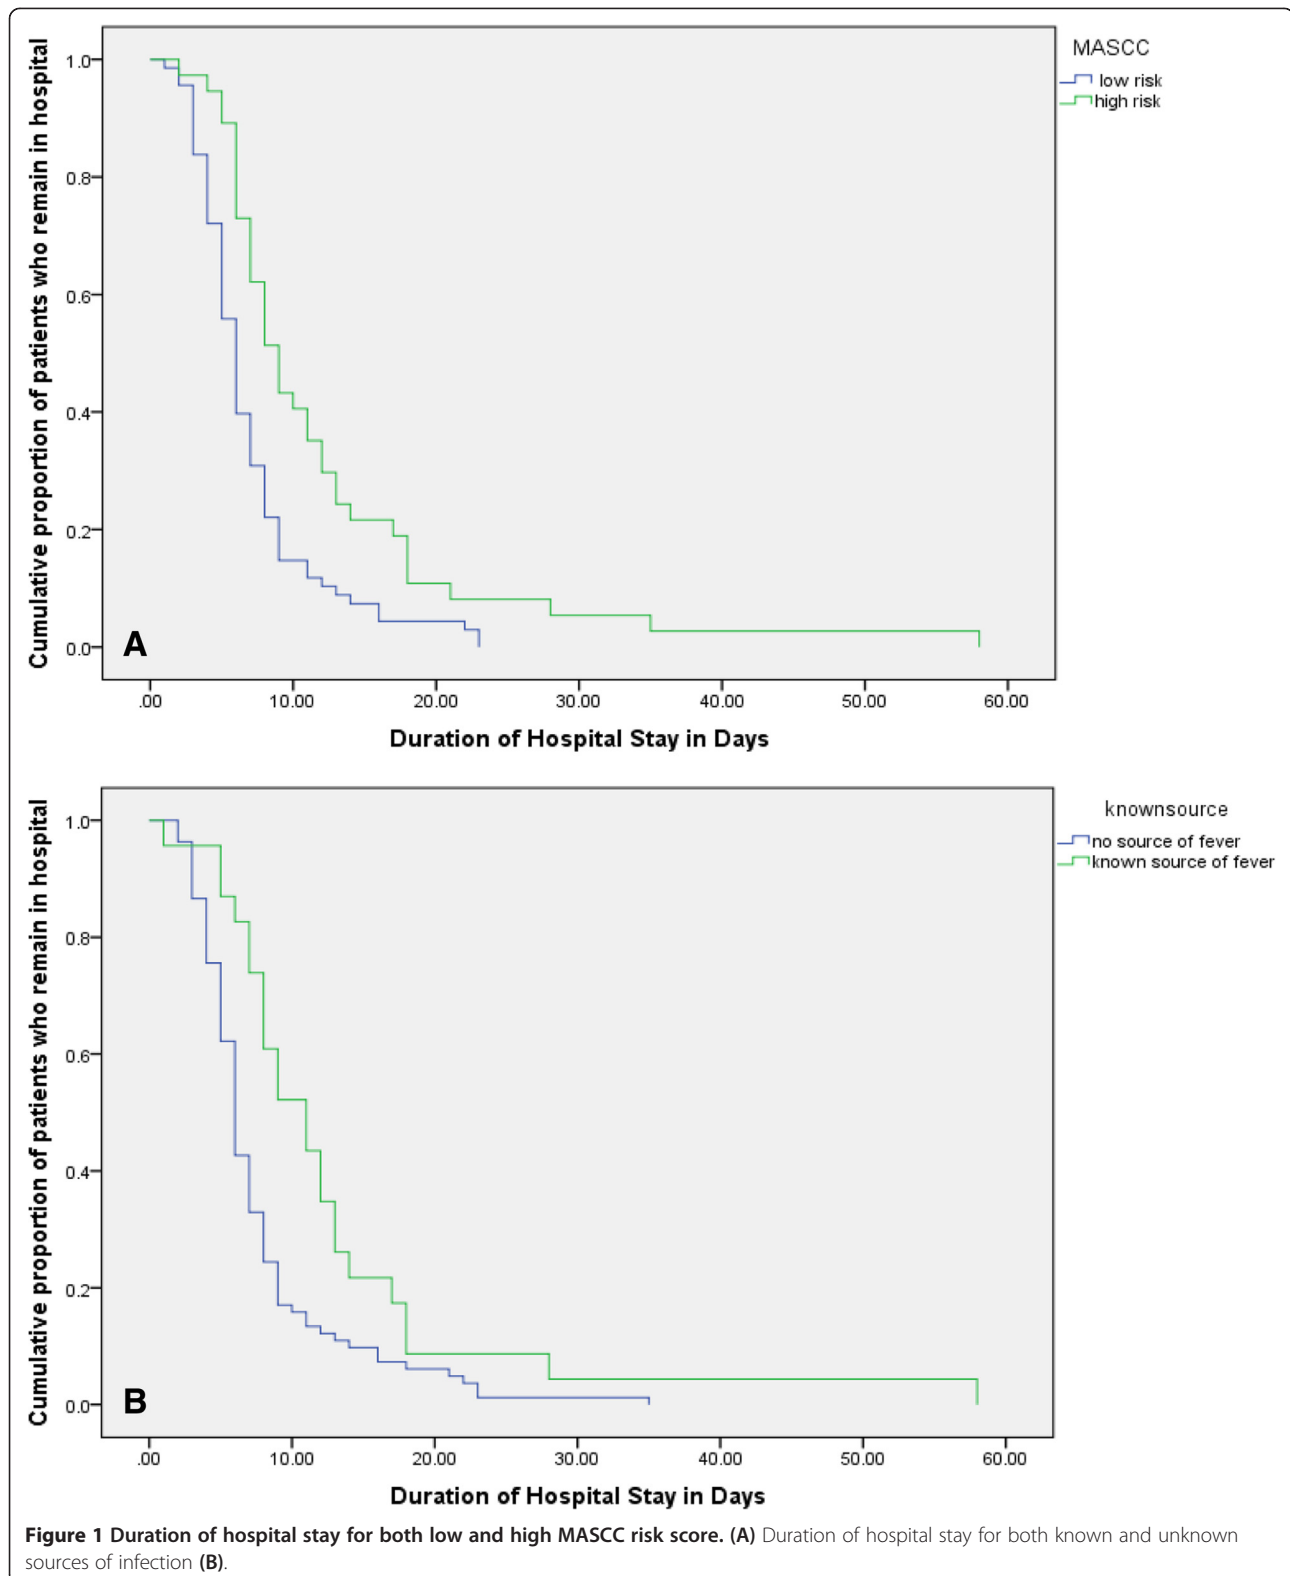 Cumulative proportion of patients who remain in hospital
1.0
0.8
0.6
0.4
0.2
0.0
A
.00 10.00 20.00 30.00 40.00 50.00 60.00
Duration of Hospital Stay in Days
MASCC
low risk
high risk
Cumulative proportion of patients who remain in hospital
1.0
0.8
0.6
0.4
0.2
0.0
B
.00 10.00 20.00 30.00 40.00 50.00 60.00
Duration of Hospital Stay in Days
knownsource
no source of fever
known source of fever
Figure 1 Duration of hospital stay for both low and high MASCC risk score. (A) Duration of hospital stay for both known and unknown
sources of infection (B).